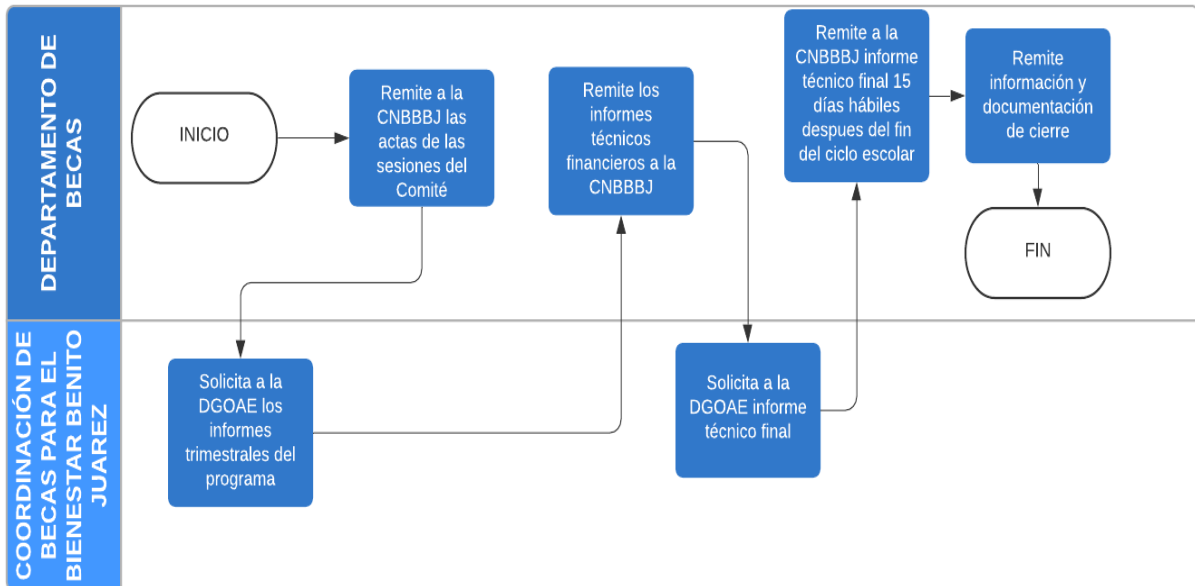 DEPARTAMENTO DE
BECAS
INICIO
Remite a la
CNBBBJ las
actas de las
sesiones del
Comité
Remite los
informes
técnicos
financieros a la
CNBBBJ
Remite a la
CNBBBJ informe
técnico final 15
días hábiles
despues del fin
del ciclo escolar
Remite
información y
documentación
de cierre
FIN
COORDINACIÓN DE
BECAS PARA EL
BIENESTAR BENITO
JUAREZ
Solicita a la
DGOAE los
informes
trimestrales del
programa
Solicita a la
DGOAE informe
técnico final